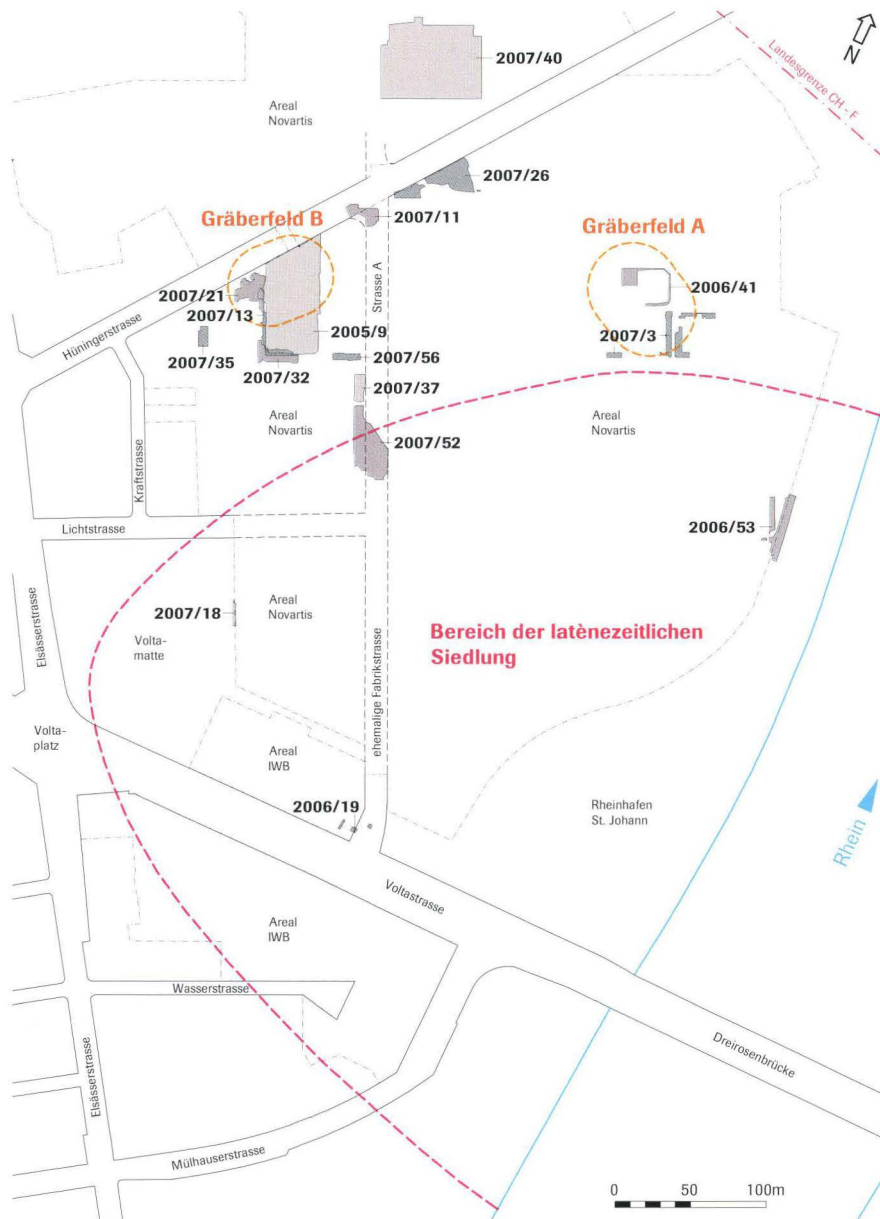 2007/40
N
Landesgrenze CH - F
Areal
Novartis
2007/26
2007/11
Gräberfeld B
Gräberfeld A
Strasse A
2007/21
2006/41
2007/13
2005/9
2007/3
Hüningerstrasse
2007/35
2007/32
2007/56
2007/37
Areal
Novartis
Areal
Novartis
2007/52
Kraftstrasse
Lichtstrasse
2006/53
Elsässerstrasse
2007/18
Areal
Novartis
Volta-
matte
Bereich der latènezeitlichen
Siedlung
ehemalige Fabrikstrasse
Volta-
platz
Areal
IWB
2006/19
Rheinhafen
St. Johann
Rhein
Voltastrasse
Areal
IWB
Wasserstrasse
Dreirosenbrücke
Elsässerstrasse
Mülhauserstrasse
0 50 100m